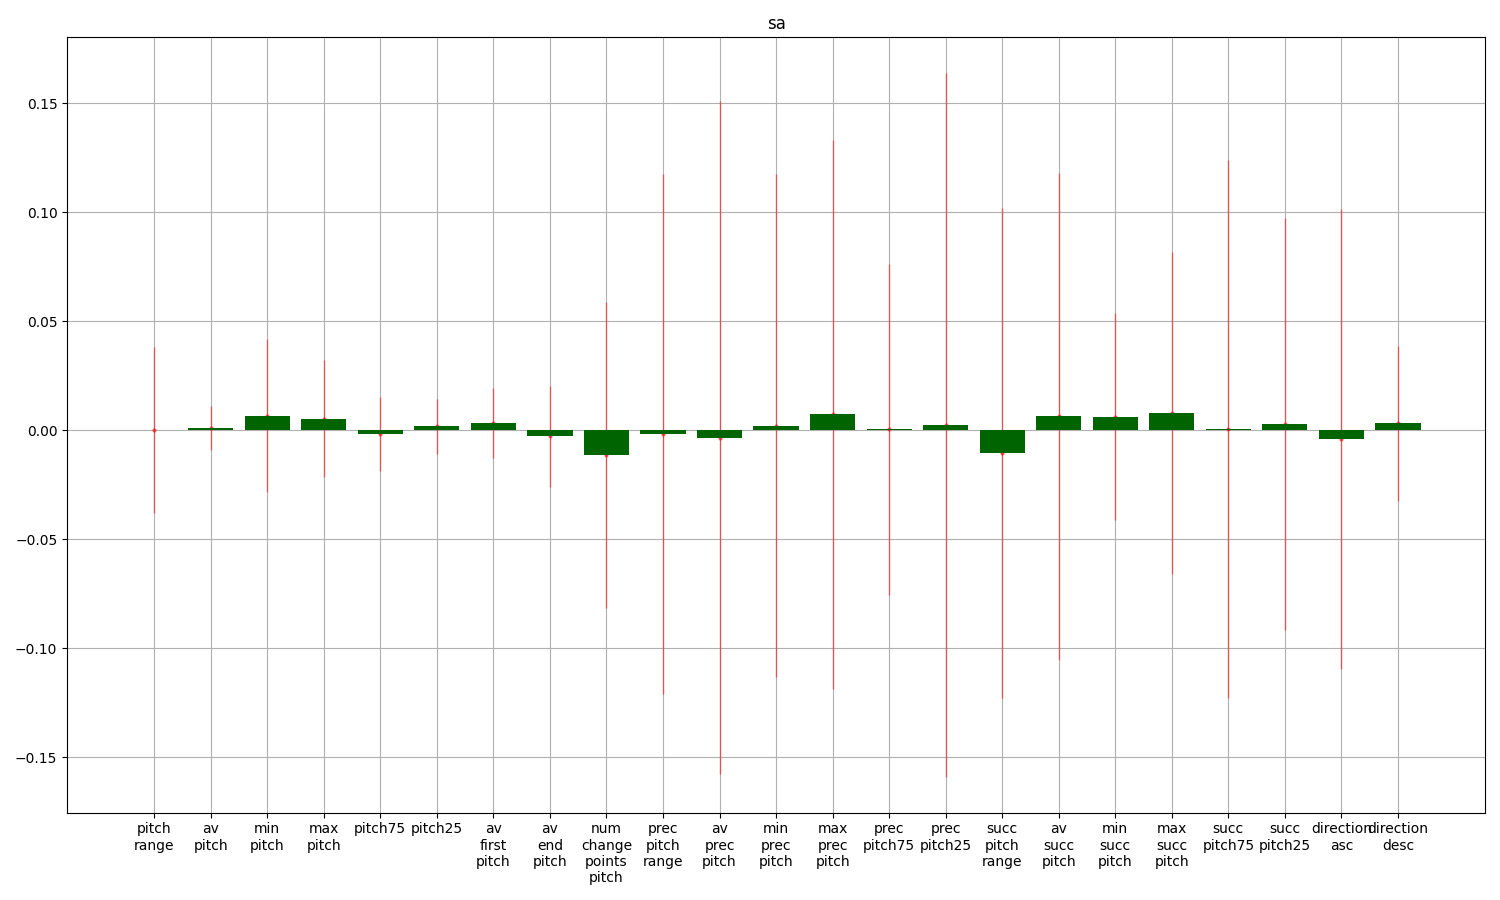 sa
0.15
0.10
0.05
0.00
−0.05
−0.10
−0.15
pitch
range
av
pitch
min
pitch
max
pitch
pitch75
pitch25
av
first
pitch
av
end
pitch
num
change
points
pitch
prec
pitch
range
av
prec
pitch
min
prec
pitch
max
prec
pitch
prec
pitch75
prec
pitch25
succ
pitch
range
av
succ
pitch
min
succ
pitch
max
succ
pitch
succ
pitch75
succ
pitch25
direction
asc
direction
desc